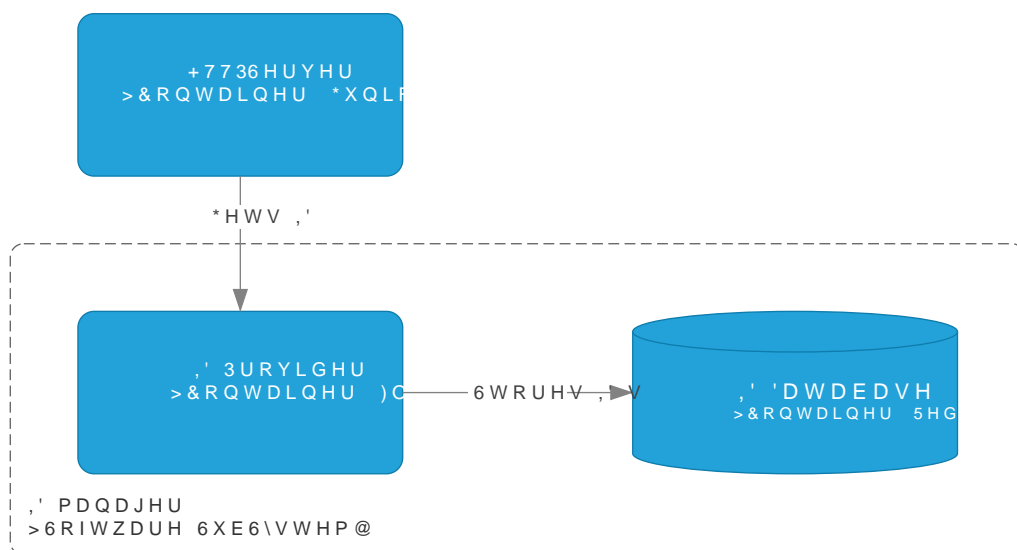 +7736HUYHU
>&RQWDLQHU *XQLF
*HWV ,'
,' 3URYLGHU
>&RQWDLQHU )O
6WRUHV ,'V
,' 'DWDEDVH
>&RQWDLQHU 5HG
,' PDQDJHU
>6RIWZDUH 6XE6\VWHP@